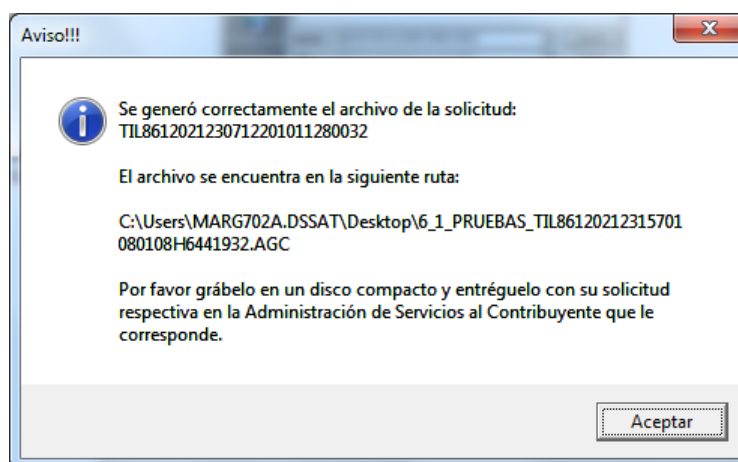 Aviso!!!
Se generó correctamente el archivo de la solicitud:
TIL8612021230712201011280032
El archivo se encuentra en la siguiente ruta:
C:\Users\MARG702A.DSSAT\Desktop\6_1_PRUEBAS_TIL86120212315701
080108H6441932.AGC
Por favor grábelo en un disco compacto y entréguelo con su solicitud
respectiva en la Administración de Servicios al Contribuyente que le
corresponde.
Aceptar